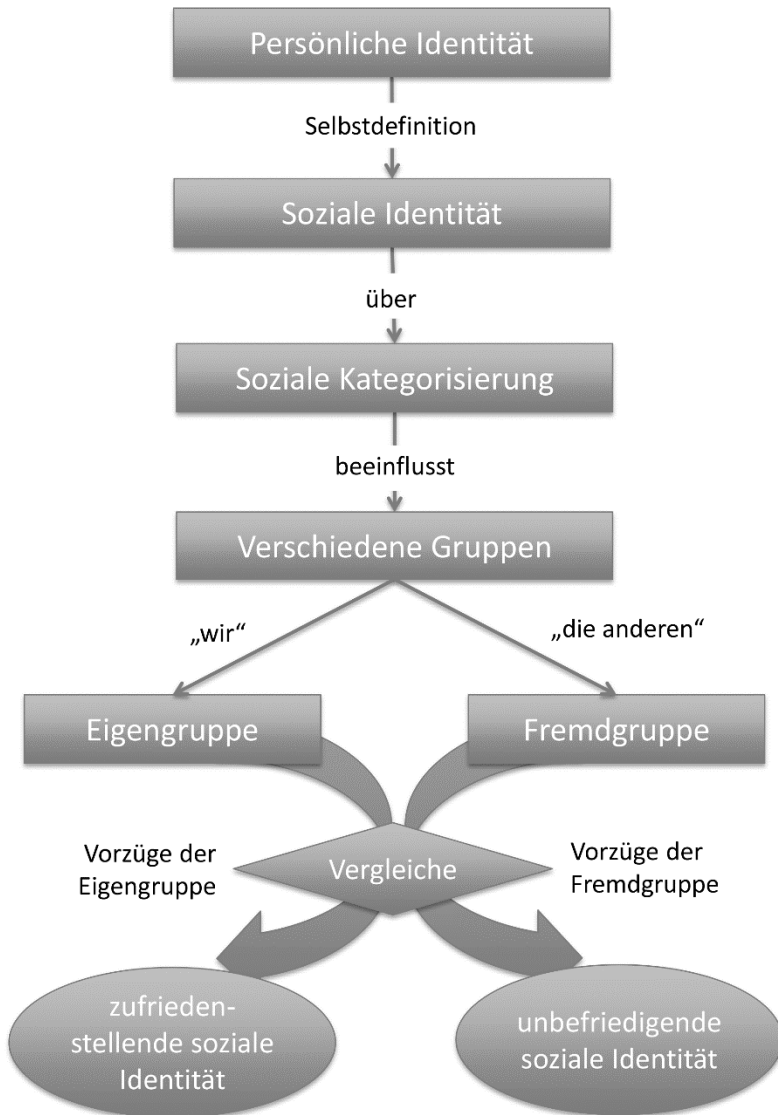 Persönliche Identität
Selbstdefinition
Soziale Identität
über
Soziale Kategorisierung
beeinflusst
Verschiedene Gruppen
„wir“
„die anderen“
Eigengruppe
Fremdgruppe
Vorzüge der
Eigengruppe
Vergleiche
Vorzüge der
Fremdgruppe
zufrieden-
stellende soziale
Identität
unbefriedigende
soziale Identität